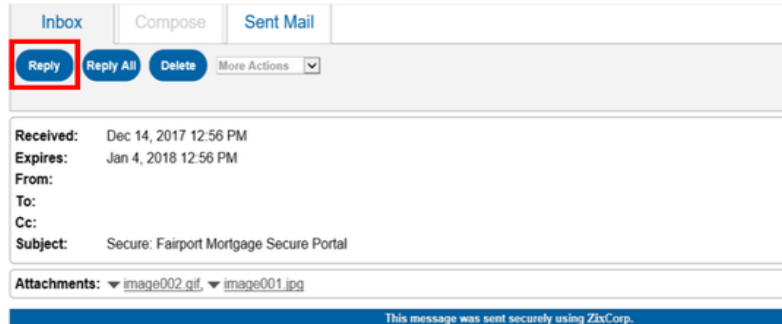 Inbox Compose Sent Mail
Reply Reply All Delete More Actions
Received: Dec 14, 2017 12:56 PM
Expires: Jan 4, 2018 12:56 PM
From:
To:
Cc:
Subject: Secure: Fairport Mortgage Secure Portal
Attachments: image002.gif, image001.jpg
This message was sent securely using ZixCorp.